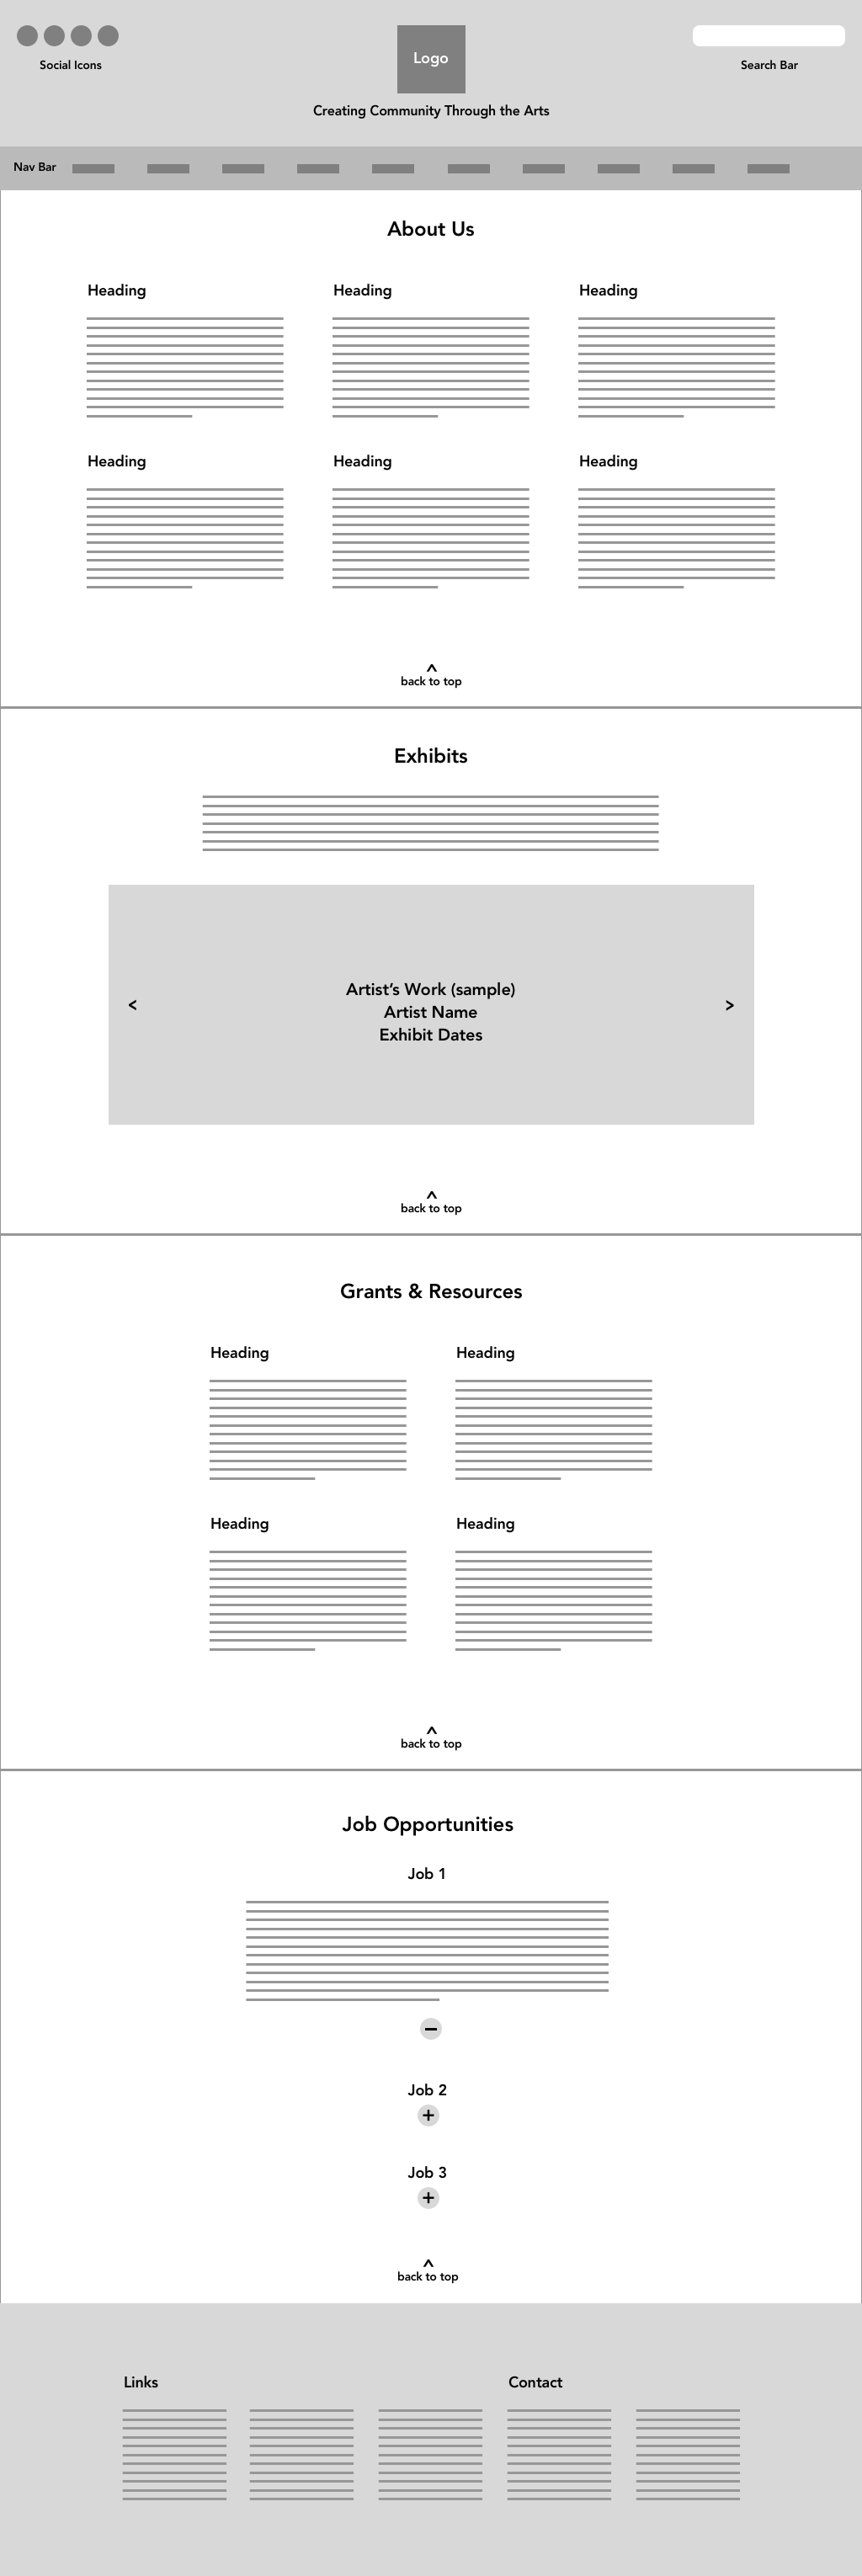 Logo
Social Icons
Search Bar
Creating Community Through the Arts
Nav Bar
About Us
Heading
Heading
Heading
Heading
Heading
Heading
^
back to top
Exhibits
<
Artist’s Work (sample)
Artist Name
Exhibit Dates
>
^
back to top
Grants & Resources
Heading
Heading
Heading
Heading
^
back to top
Job Opportunities
Job 1
−
Job 2
+
Job 3
+
^
back to top
Links
Contact